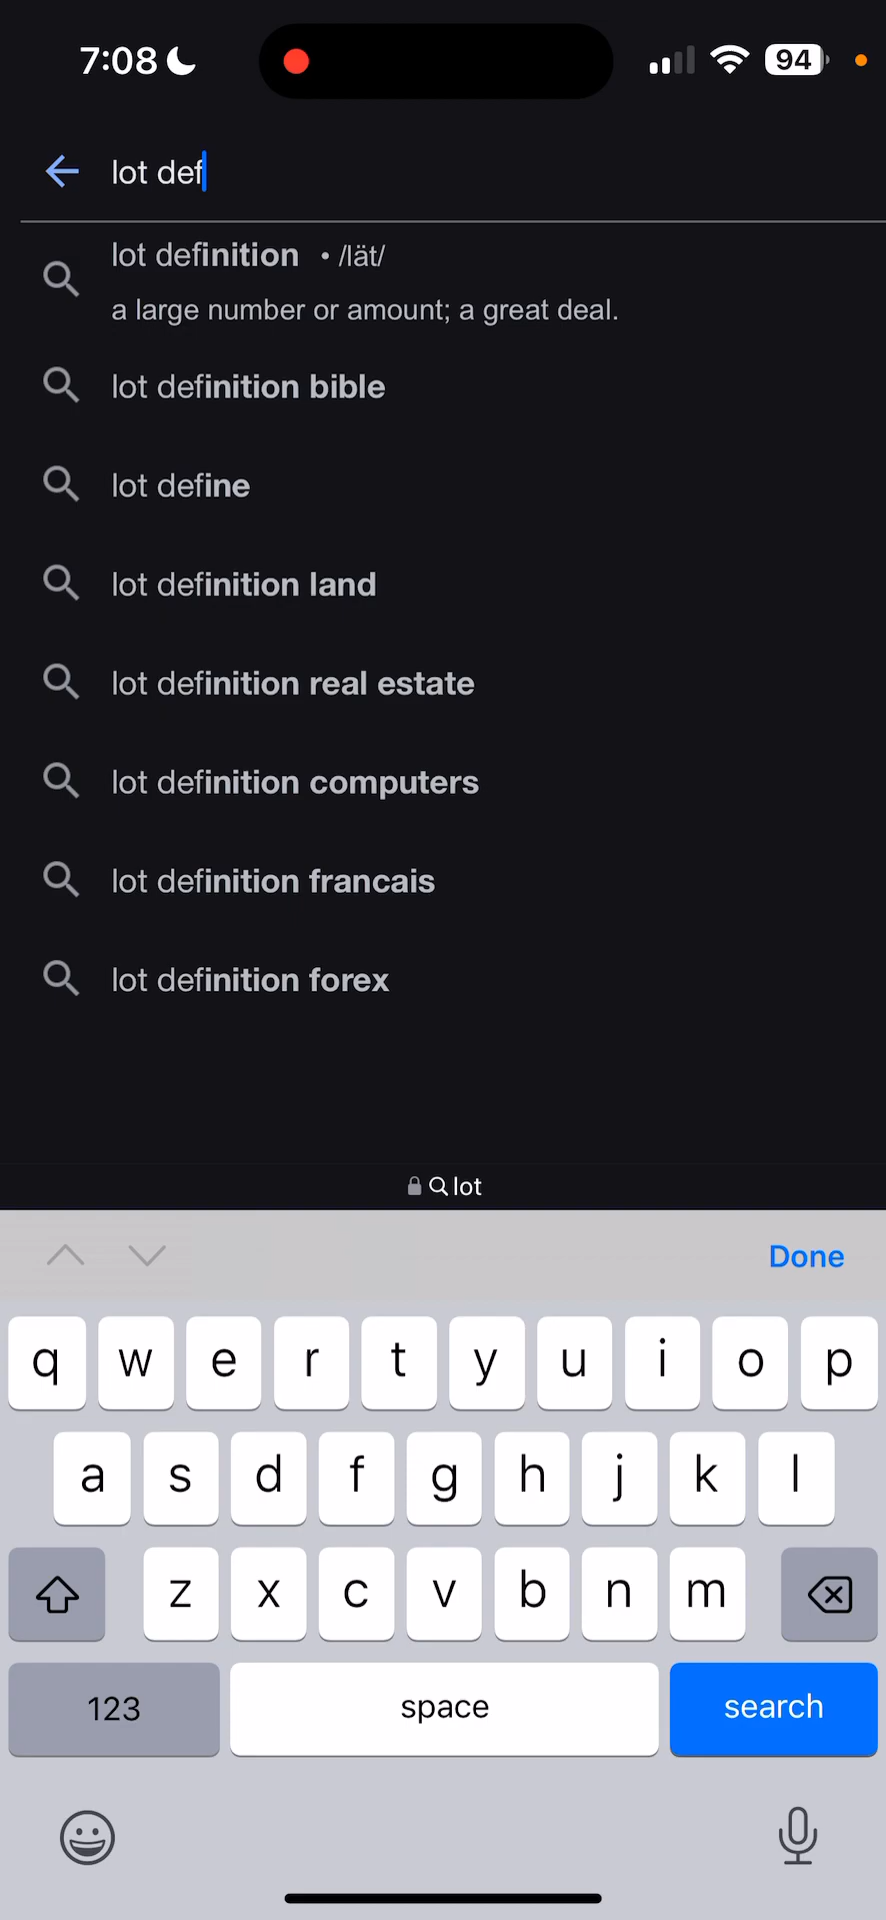 7:08
94
lot def
lot definition • /lät/
a large number or amount; a great deal.
lot definition bible
lot define
lot definition land
lot definition real estate
lot definition computers
lot definition francais
lot definition forex
lot
Done
q w e r t y u i o p
a s d f g h j k l
z x c v b n m
123 space search